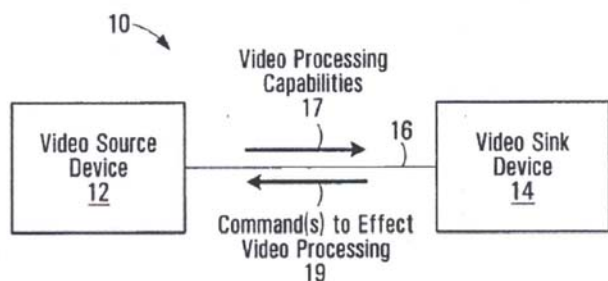 10
Video Processing
Capabilities
17
Video Source
Device
12
16
Video Sink
Device
14
Command(s) to Effect
Video Processing
19